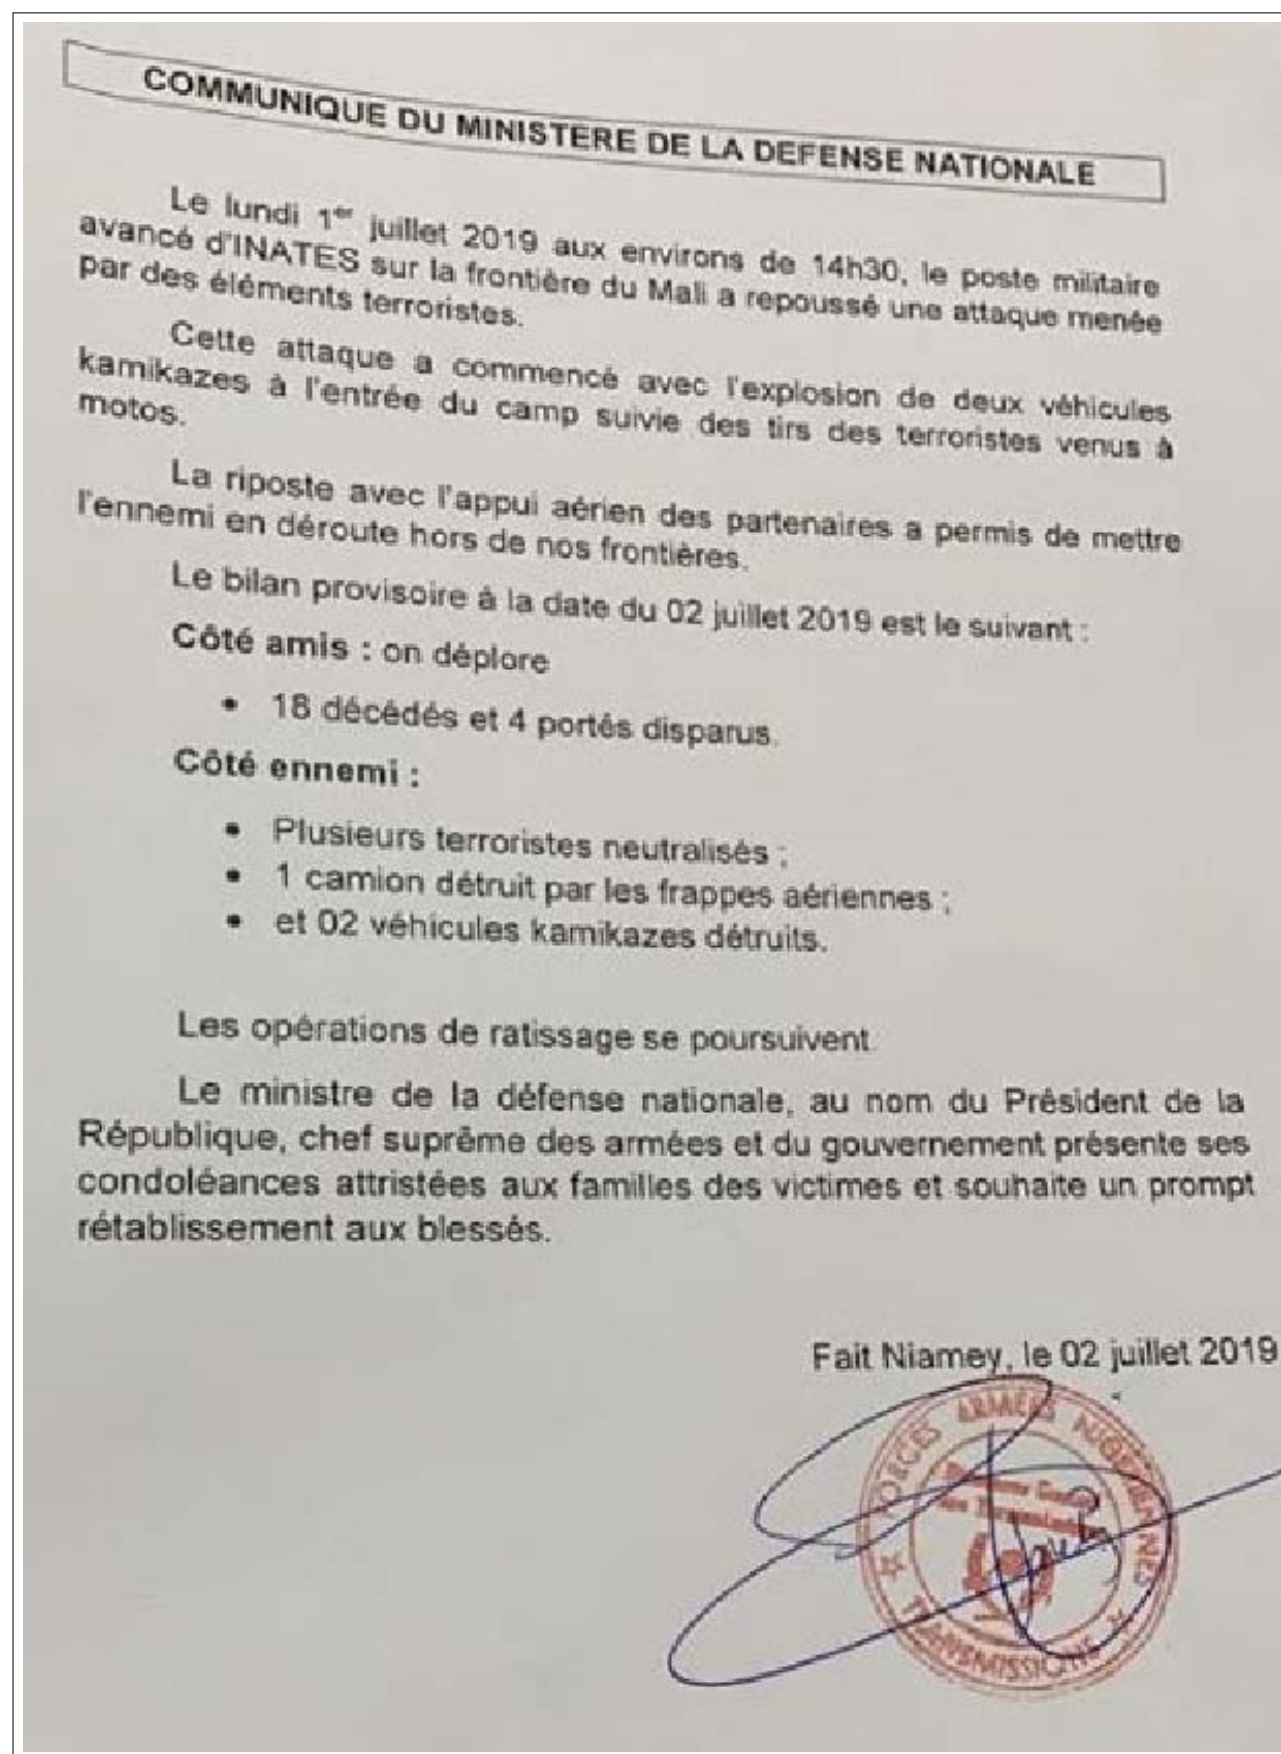 COMMUNIQUE DU MINISTERE DE LA DEFENSE NATIONALE
Le lundi 1er juillet 2019 aux environs de 14h30, le poste militaire
avancé d'INATES sur la frontière du Mali a repoussé une attaque menée
par des éléments terroristes.
Cette attaque a commencé avec l'explosion de deux véhicules
kamikazes à l'entrée du camp suivie des tirs des terroristes venus à
motos.
La riposte avec l'appui aérien des partenaires a permis de mettre
l'ennemi en déroute hors de nos frontières.
Le bilan provisoire à la date du 02 juillet 2019 est le suivant :
Côté amis : on déplore
• 18 décédés et 4 portés disparus.
Côté ennemi :
• Plusieurs terroristes neutralisés ;
• 1 camion détruit par les frappes aériennes ;
• et 02 véhicules kamikazes détruits.
Les opérations de ratissage se poursuivent.
Le ministre de la défense nationale, au nom du Président de la
République, chef suprême des armées et du gouvernement présente ses
condoléances attristées aux familles des victimes et souhaite un prompt
rétablissement aux blessés.
Fait Niamey, le 02 juillet 2019
FORCES ARMÉES NIGERIENNES
TRANSMISSIONS